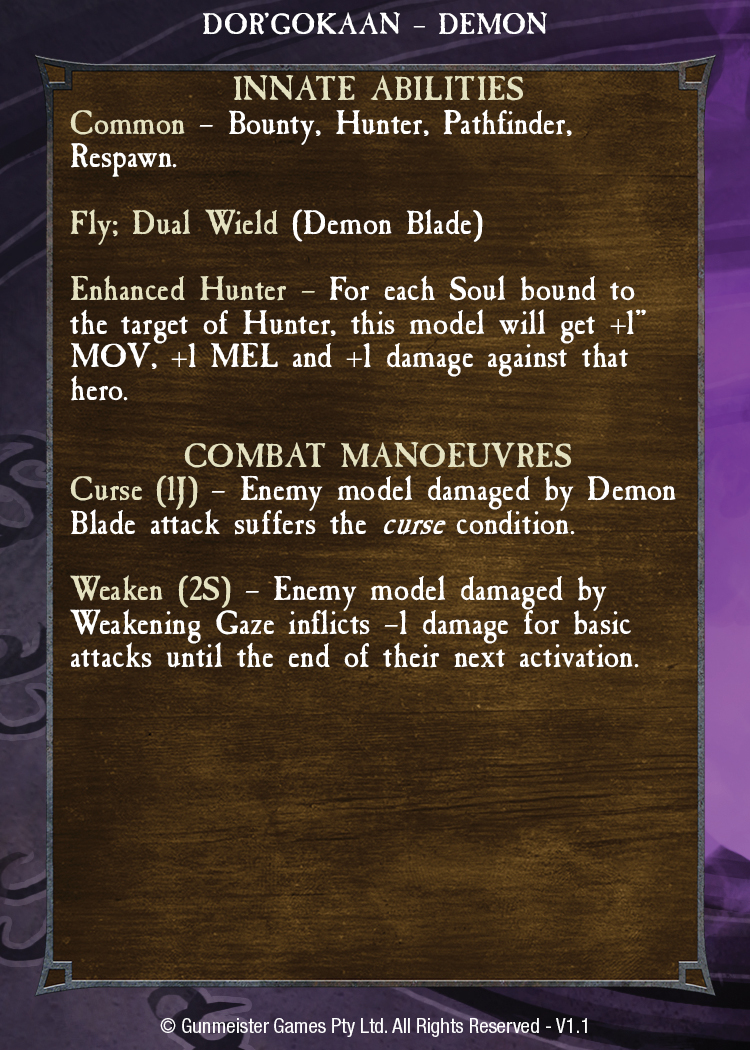 DOR'GOKAAN – DEMON
INNATE ABILITIES
Common – Bounty, Hunter, Pathfinder,
Respawn.
Fly; Dual Wield (Demon Blade)
Enhanced Hunter – For each Soul bound to
the target of Hunter, this model will get +1"
MOV, +1 MEL and +1 damage against that
hero.
COMBAT MANOEUVRES
Curse (1J) – Enemy model damaged by Demon
Blade attack suffers the curse condition.
Weaken (2S) – Enemy model damaged by
Weakening Gaze inflicts –1 damage for basic
attacks until the end of their next activation.
© Gunmeister Games Pty Ltd. All Rights Reserved - V1.1